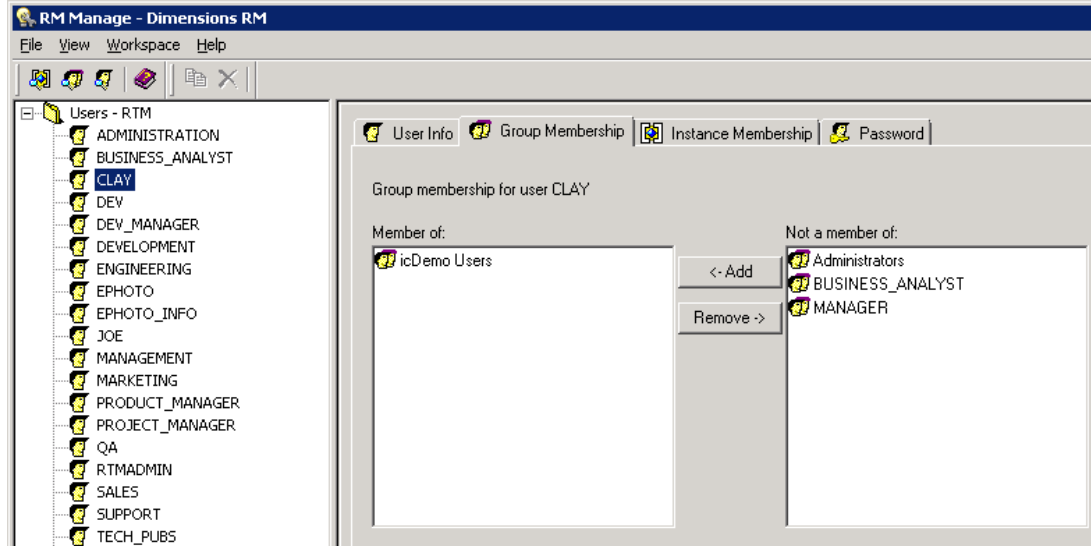 RM Manage - Dimensions RM
File View Workspace Help
Users - RTM
ADMINISTRATION
BUSINESS_ANALYST
CLAY
DEV
DEV_MANAGER
DEVELOPMENT
ENGINEERING
EPHOTO
EPHOTO_INFO
JOE
MANAGEMENT
MARKETING
PRODUCT_MANAGER
PROJECT_MANAGER
QA
RTMADMIN
SALES
SUPPORT
TECH_PUBS
User Info Group Membership Instance Membership Password
Group membership for user CLAY
Member of:
icDemo Users
<- Add
Remove ->
Not a member of:
Administrators
BUSINESS_ANALYST
MANAGER